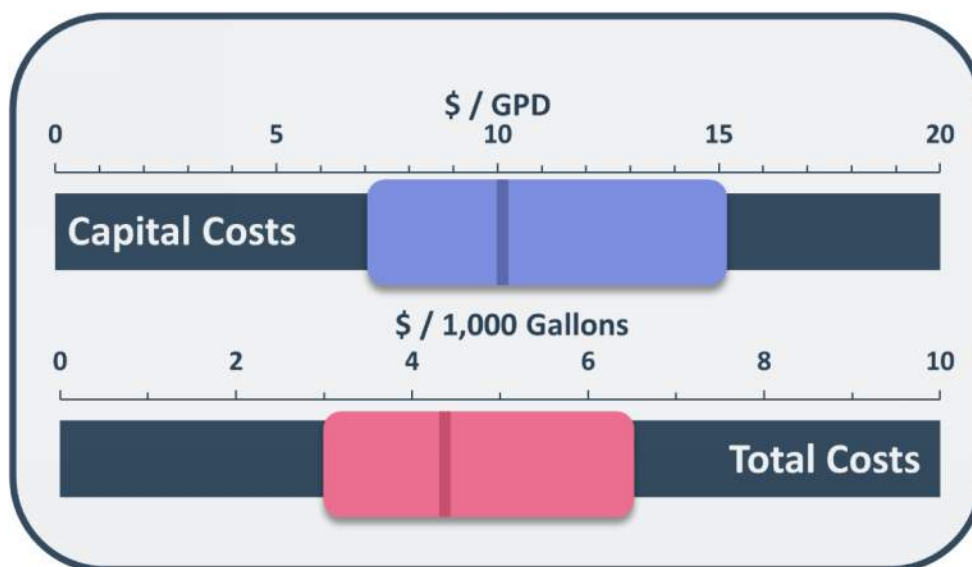 $ / GPD
0 5 10 15 20
Capital Costs
$ / 1,000 Gallons
0 2 4 6 8 10
Total Costs